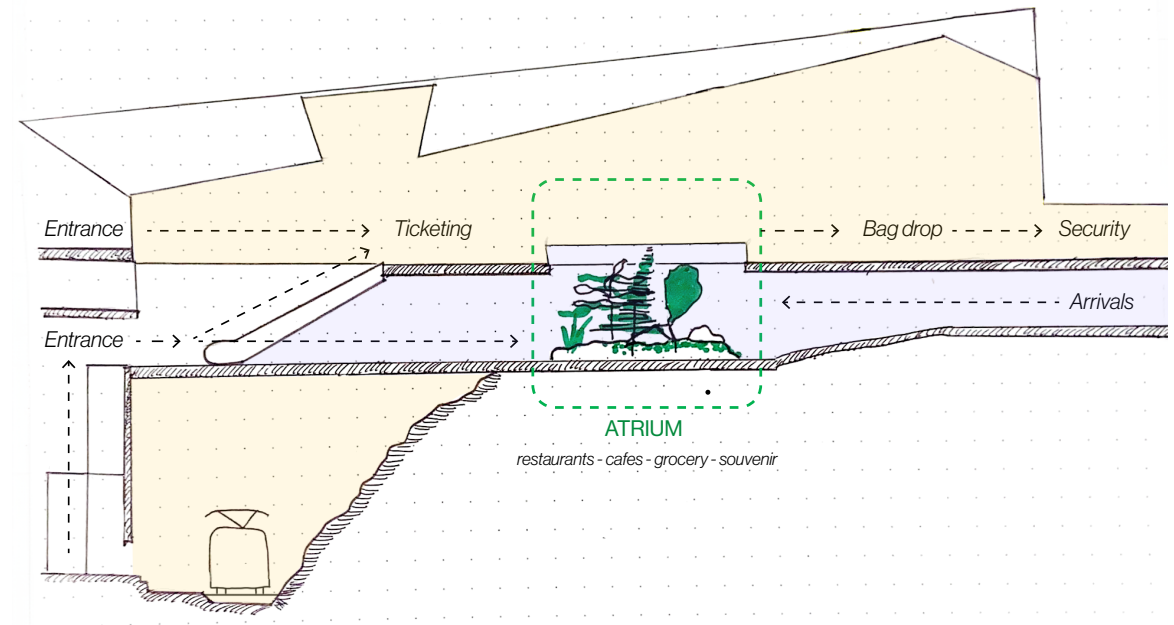 Entrance
Ticketing
Bag drop
Security
Arrivals
Entrance
ATRIUM
restaurants - cafes - grocery - souvenir